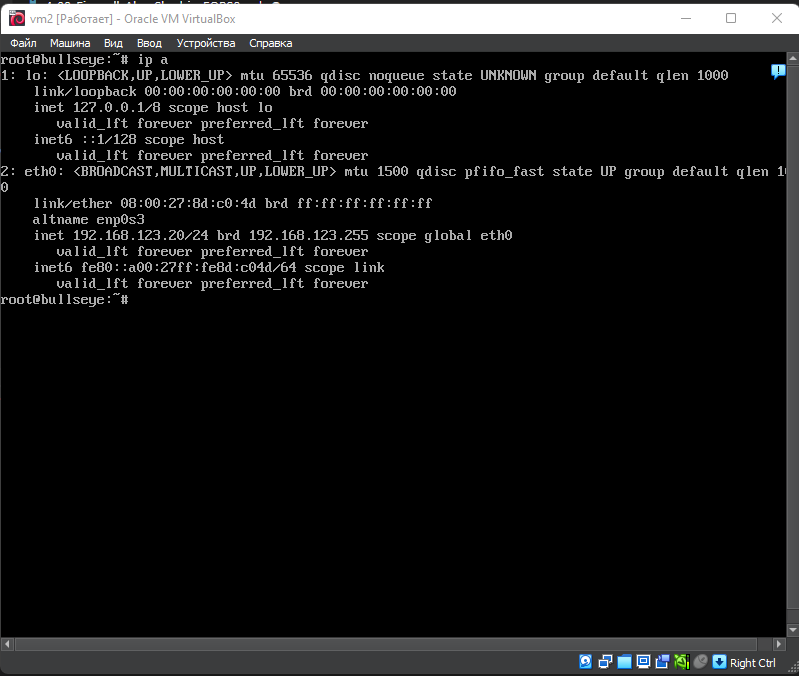 vm2 [Работает] - Oracle VM VirtualBox
Файл Машина Вид Ввод Устройства Справка
root@bullseye:~# ip a
1: lo: <LOOPBACK,UP,LOWER_UP> mtu 65536 qdisc noqueue state UNKNOWN group default qlen 1000
    link/loopback 00:00:00:00:00:00 brd 00:00:00:00:00:00
    inet 127.0.0.1/8 scope host lo
       valid_lft forever preferred_lft forever
    inet6 ::1/128 scope host
       valid_lft forever preferred_lft forever
2: eth0: <BROADCAST,MULTICAST,UP,LOWER_UP> mtu 1500 qdisc pfifo_fast state UP group default qlen 10
0
    link/ether 08:00:27:8d:c0:4d brd ff:ff:ff:ff:ff:ff
    altname enp0s3
    inet 192.168.123.20/24 brd 192.168.123.255 scope global eth0
       valid_lft forever preferred_lft forever
    inet6 fe80::a00:27ff:fe8d:c04d/64 scope link
       valid_lft forever preferred_lft forever
root@bullseye:~#
Right Ctrl